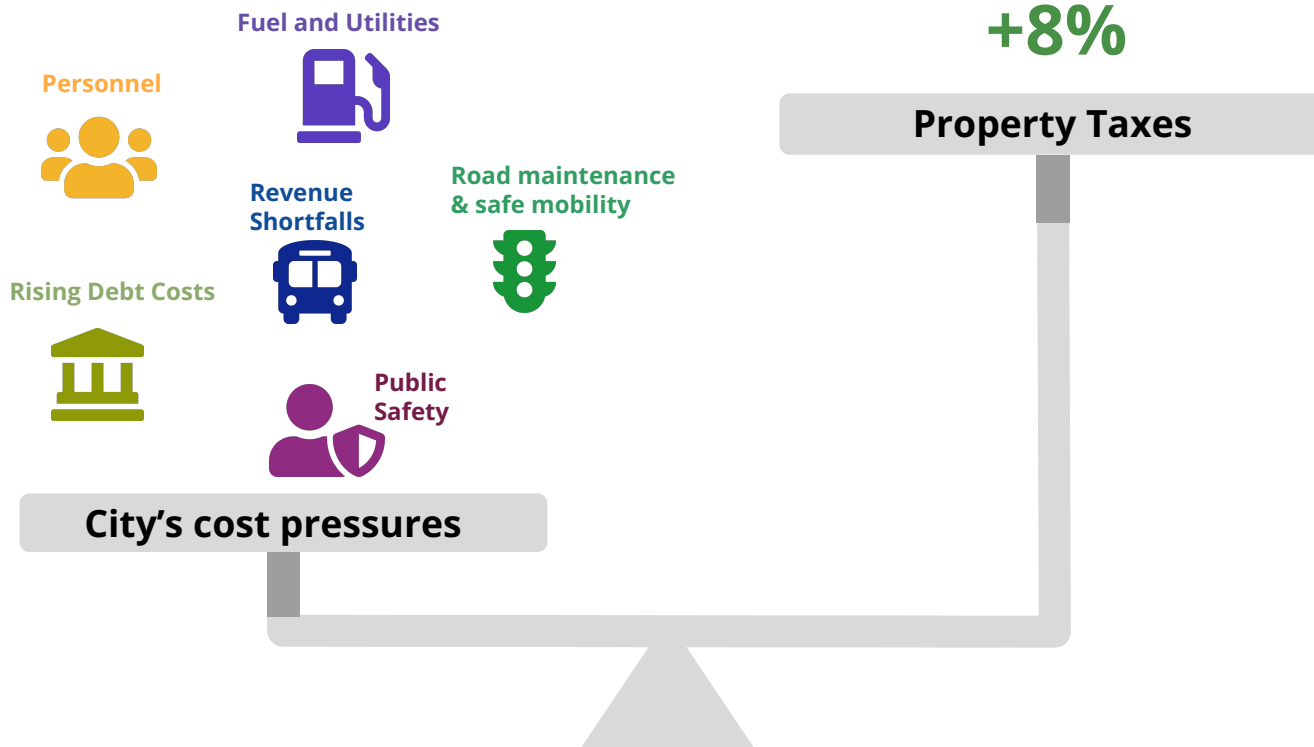 Fuel and Utilities
+8%
Personnel
Property Taxes
Road maintenance
& safe mobility
Revenue
Shortfalls
Rising Debt Costs
Public
Safety
City’s cost pressures